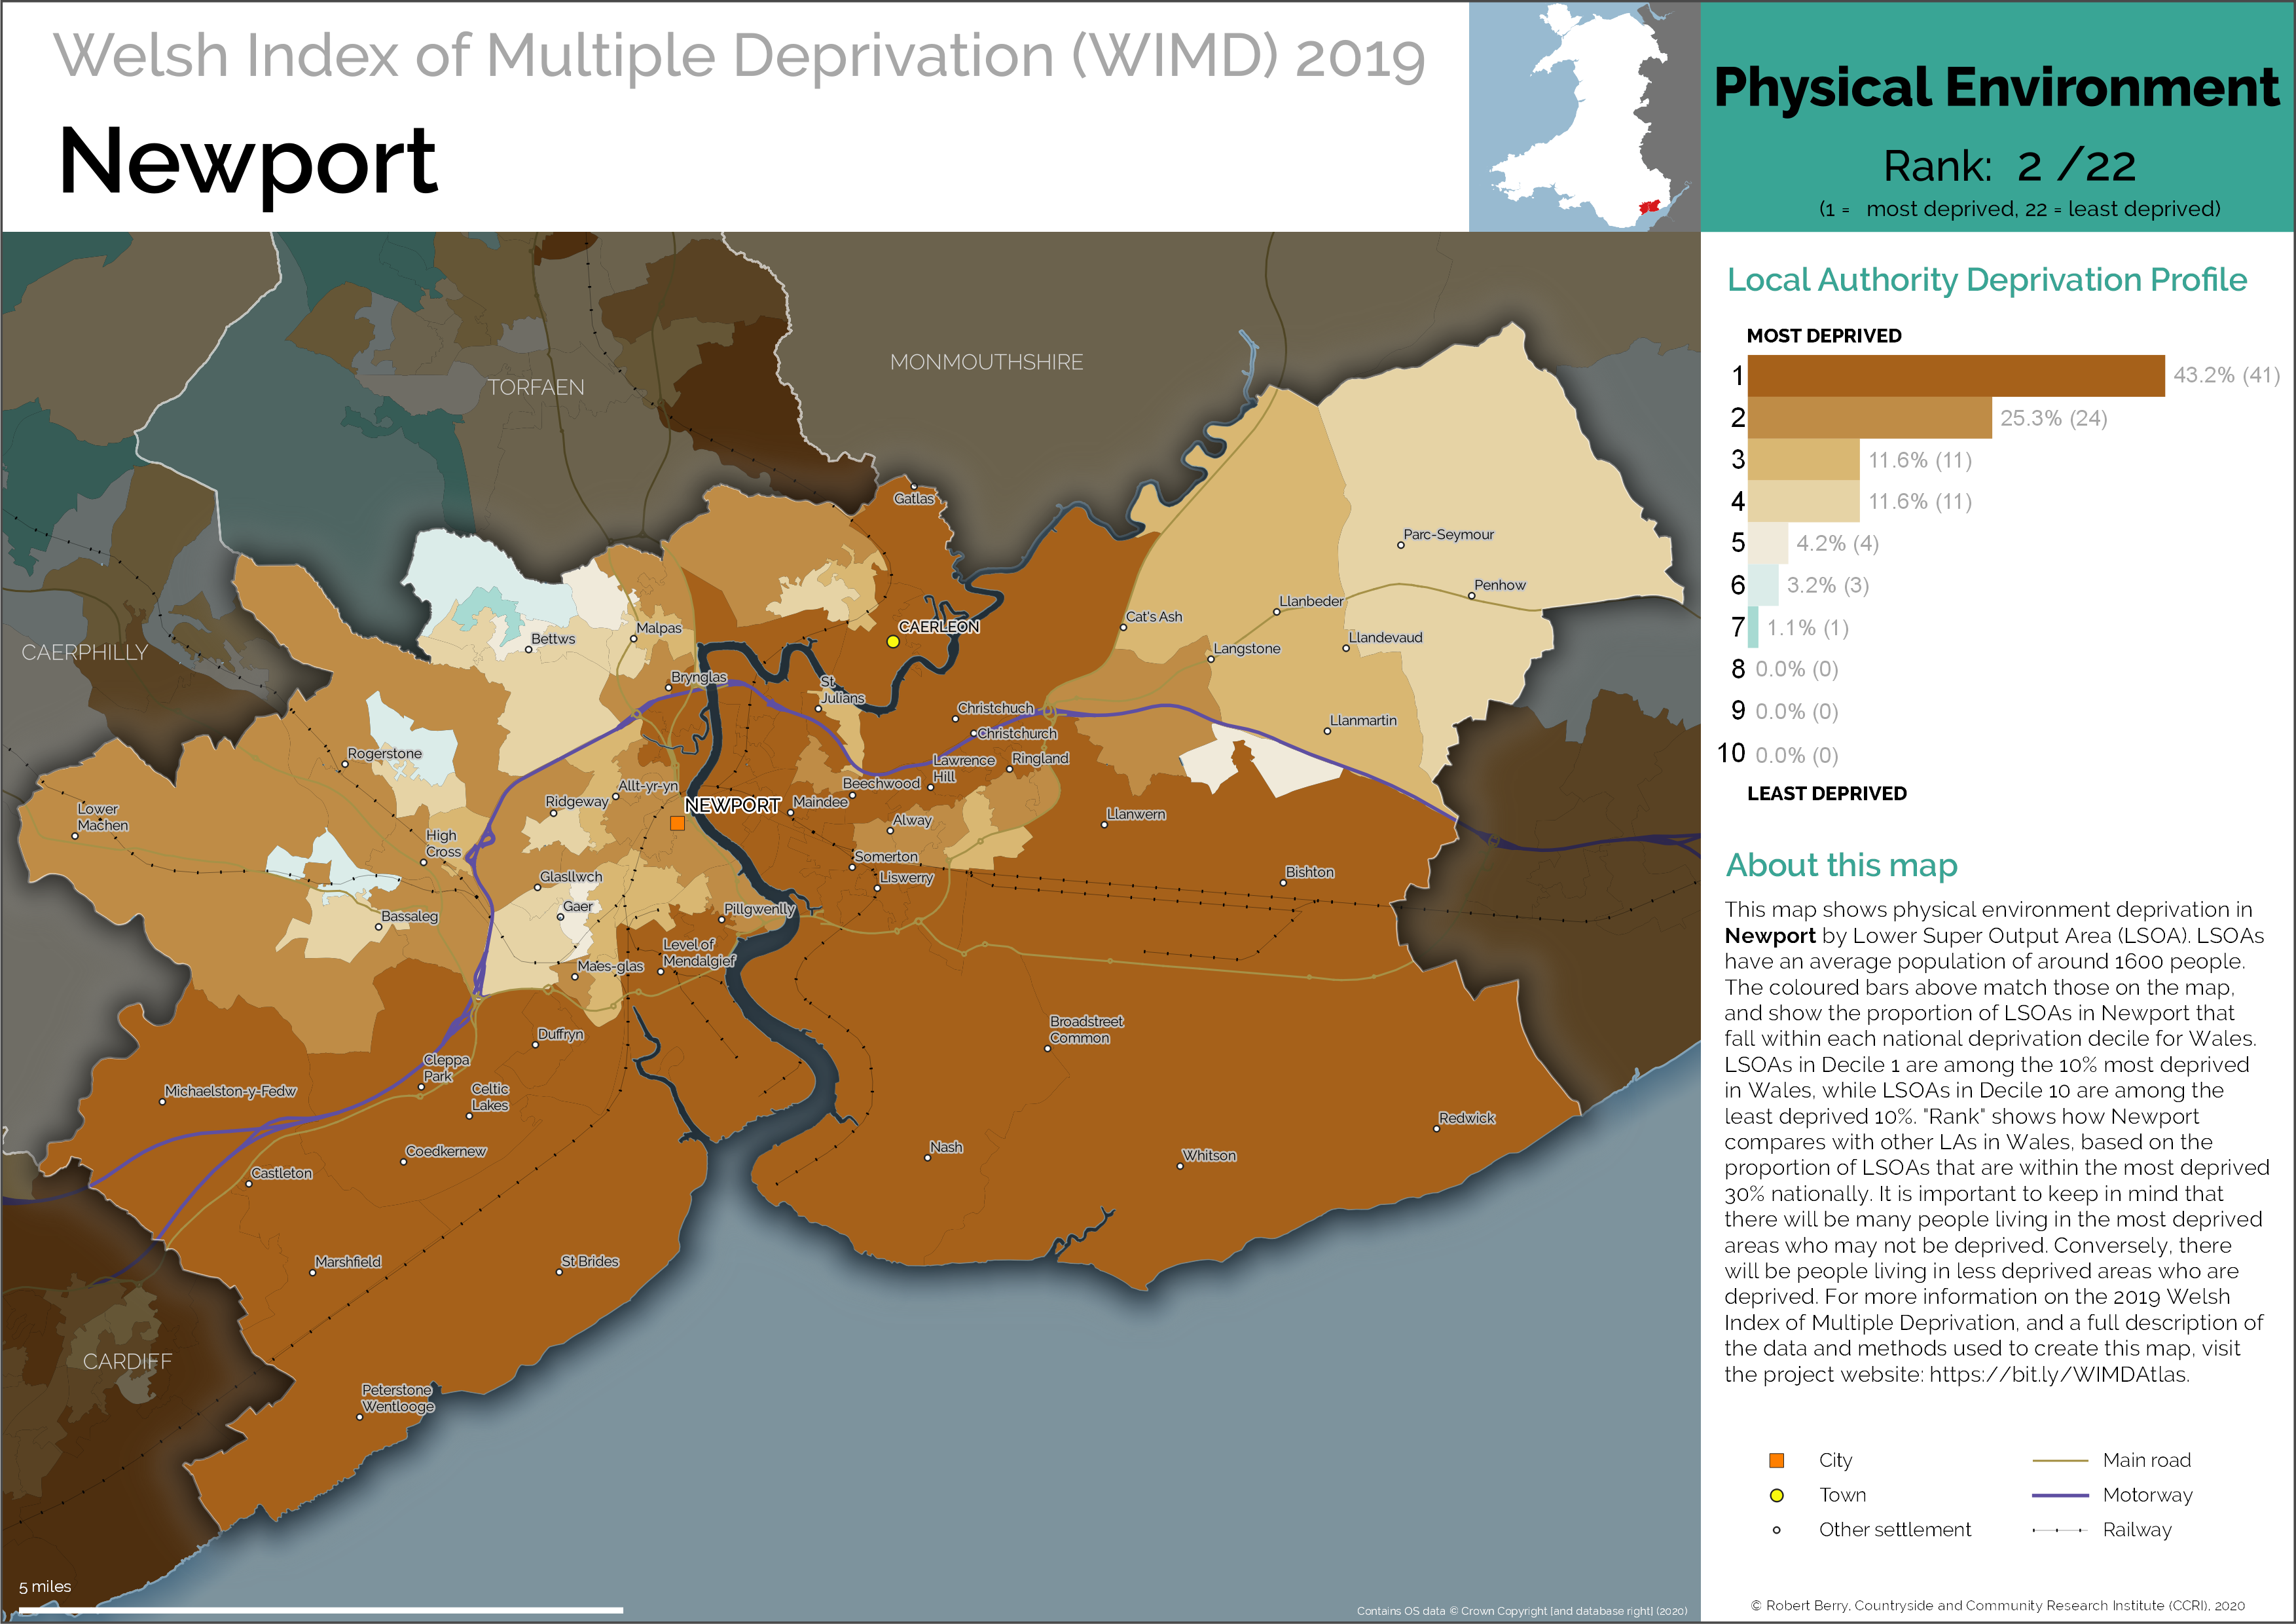 Welsh Index of Multiple Deprivation (WIMD) 2019
Newport
Physical Environment
Rank: 2 /22
(1 = most deprived, 22 = least deprived)
MONMOUTHSHIRE
TORFAEN
CAERPHILLY
CARDIFF
Gatlas
Parc-Seymour
Penhow
Llanbeder
Cat's Ash
Llandevaud
Langstone
CAERLEON
Malpas
Bettws
Brynglas
St
Julians
Christchuch
Christchurch
Llanmartin
Rogerstone
Lawrence
Hill
Ringland
Beechwood
Allt-yr-yn
Ridgeway
NEWPORT
Maindee
Lower
Machen
High
Cross
Alway
Llanwern
Somerton
Liswerry
Bishton
Glasllwch
Gaer
Bassaleg
Pillgwenlly
Level of
Mendalgief
Maes-glas
Duffryn
Broadstreet
Common
Cleppa
Park
Celtic
Lakes
Michaelston-y-Fedw
Redwick
Coedkernew
Nash
Whitson
Castleton
Marshfield
St Brides
Peterstone
Wentlooge
5 miles
Contains OS data © Crown Copyright [and database right] (2020)
Local Authority Deprivation Profile
MOST DEPRIVED
1 43.2% (41)
2 25.3% (24)
3 11.6% (11)
4 11.6% (11)
5 4.2% (4)
6 3.2% (3)
7 1.1% (1)
8 0.0% (0)
9 0.0% (0)
10 0.0% (0)
LEAST DEPRIVED
About this map
This map shows physical environment deprivation in
Newport by Lower Super Output Area (LSOA). LSOAs
have an average population of around 1600 people.
The coloured bars above match those on the map,
and show the proportion of LSOAs in Newport that
fall within each national deprivation decile for Wales.
LSOAs in Decile 1 are among the 10% most deprived
in Wales, while LSOAs in Decile 10 are among the
least deprived 10%. "Rank" shows how Newport
compares with other LAs in Wales, based on the
proportion of LSOAs that are within the most deprived
30% nationally. It is important to keep in mind that
there will be many people living in the most deprived
areas who may not be deprived. Conversely, there
will be people living in less deprived areas who are
deprived. For more information on the 2019 Welsh
Index of Multiple Deprivation, and a full description of
the data and methods used to create this map, visit
the project website: https://bit.ly/WIMDAtlas.
City
Town
Other settlement
Main road
Motorway
Railway
© Robert Berry, Countryside and Community Research Institute (CCRI), 2020